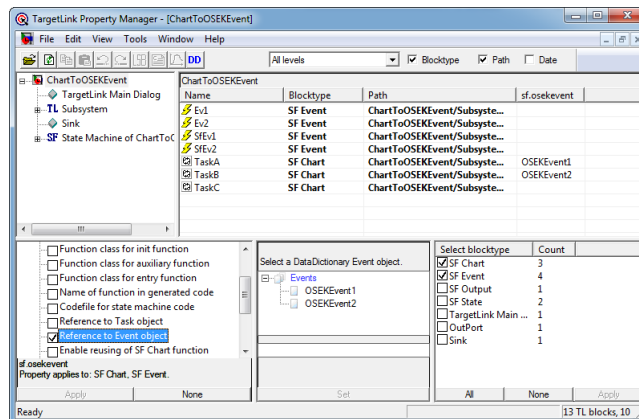 TargetLink Property Manager - [ChartToOSEKEvent]
File Edit View Tools Window Help
DD All levels Blocktype Path Date
ChartToOSEKEvent
TargetLink Main Dialog
TL Subsystem
Sink
SF State Machine of ChartToC
ChartToOSEKEvent
Name Blocktype Path sf.osekevent
Ev1 SF Event ChartToOSEKEvent/Subsyste...
Ev2 SF Event ChartToOSEKEvent/Subsyste...
SfEv1 SF Event ChartToOSEKEvent/Subsyste...
SfEv2 SF Event ChartToOSEKEvent/Subsyste...
TaskA SF Chart ChartToOSEKEvent/Subsyste... OSEKEvent1
TaskB SF Chart ChartToOSEKEvent/Subsyste... OSEKEvent2
TaskC SF Chart ChartToOSEKEvent/Subsyste...
Function class for init function
Function class for auxiliary function
Function class for entry function
Name of function in generated code
Codefile for state machine code
Reference to Task object
Reference to Event object
Enable reusing of SF Chart function
sf.osekevent
Property applies to: SF Chart, SF Event.
Apply None
Select a DataDictionary Event object.
Events
OSEKEvent1
OSEKEvent2
Set
Select blocktype Count
SF Chart 3
SF Event 4
SF Output 1
SF State 2
TargetLink Main ... 1
OutPort 1
Sink 1
All None Apply
Ready 13 TL blocks, 10